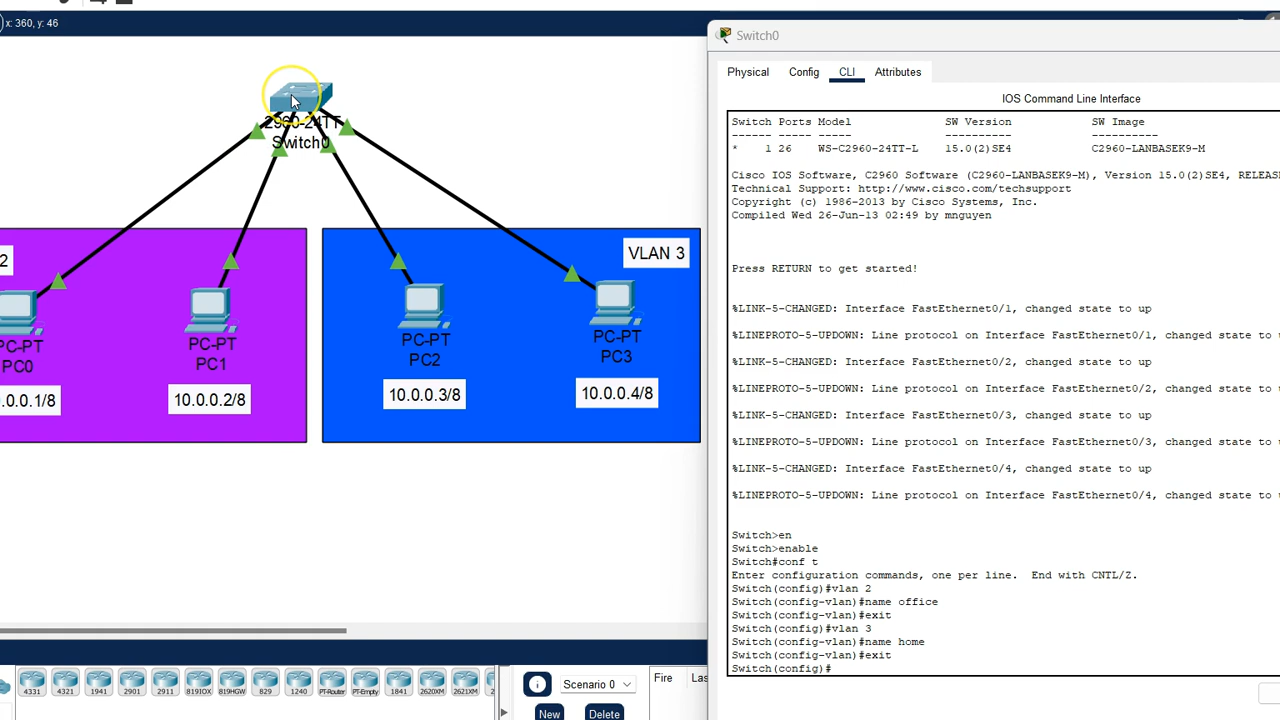 x: 360, y: 46
2960-24TT
Switch0
2
VLAN 3
PC-PT
PC0
PC-PT
PC1
PC-PT
PC2
PC-PT
PC3
.0.0.1/8
10.0.0.2/8
10.0.0.3/8
10.0.0.4/8
4331
4321
1941
2901
2911
819IOX
819HGW
829
1240
PT-Router
PT-Empty
1841
2620XM
2621XM
2
Scenario 0
New
Delete
Fire
Las
Switch0
Physical
Config
CLI
Attributes
IOS Command Line Interface
Switch Ports Model SW Version SW Image
------ ----- ----- ---------- ----------
* 1 26 WS-C2960-24TT-L 15.0(2)SE4 C2960-LANBASEK9-M
Cisco IOS Software, C2960 Software (C2960-LANBASEK9-M), Version 15.0(2)SE4, RELEAS
Technical Support: http://www.cisco.com/techsupport
Copyright (c) 1986-2013 by Cisco Systems, Inc.
Compiled Wed 26-Jun-13 02:49 by mnguyen
Press RETURN to get started!
%LINK-5-CHANGED: Interface FastEthernet0/1, changed state to up
%LINEPROTO-5-UPDOWN: Line protocol on Interface FastEthernet0/1, changed state to u
%LINK-5-CHANGED: Interface FastEthernet0/2, changed state to up
%LINEPROTO-5-UPDOWN: Line protocol on Interface FastEthernet0/2, changed state to u
%LINK-5-CHANGED: Interface FastEthernet0/3, changed state to up
%LINEPROTO-5-UPDOWN: Line protocol on Interface FastEthernet0/3, changed state to u
%LINK-5-CHANGED: Interface FastEthernet0/4, changed state to up
%LINEPROTO-5-UPDOWN: Line protocol on Interface FastEthernet0/4, changed state to u
Switch>en
Switch>enable
Switch#conf t
Enter configuration commands, one per line. End with CNTL/Z.
Switch(config)#vlan 2
Switch(config-vlan)#name office
Switch(config-vlan)#exit
Switch(config)#vlan 3
Switch(config-vlan)#name home
Switch(config-vlan)#exit
Switch(config)#